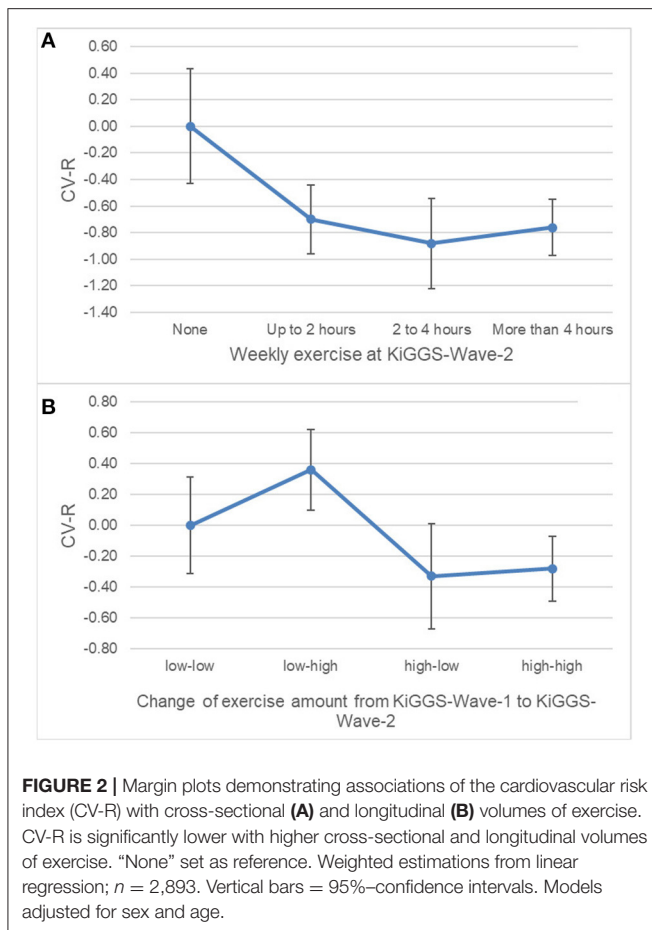 A
0.60
0.40
0.20
0.00
-0.20
-0.40
-0.60
-0.80
-1.00
-1.20
-1.40
CV-R
None Up to 2 hours 2 to 4 hours More than 4 hours
Weekly exercise at KiGGS-Wave-2
B
0.80
0.60
0.40
0.20
0.00
-0.20
-0.40
-0.60
-0.80
CV-R
low-low low-high high-low high-high
Change of exercise amount from KiGGS-Wave-1 to KiGGS-
Wave-2
FIGURE 2 | Margin plots demonstrating associations of the cardiovascular risk
index (CV-R) with cross-sectional (A) and longitudinal (B) volumes of exercise.
CV-R is significantly lower with higher cross-sectional and longitudinal volumes
of exercise. “None” set as reference. Weighted estimations from linear
regression; n = 2,893. Vertical bars = 95%–confidence intervals. Models
adjusted for sex and age.